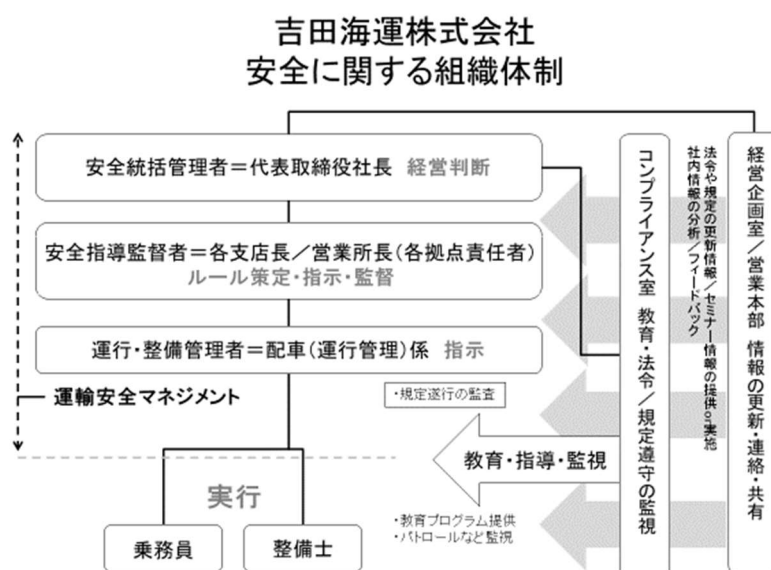 吉田海運株式会社
安全に関する組織体制
安全統括管理者＝代表取締役社長 経営判断
安全指導監督者＝各支店長／営業所長(各拠点責任者)
ルール策定・指示・監督
運行・整備管理者＝配車(運行管理)係 指示
運輸安全マネジメント
・規定遂行の監査
教育・指導・監視
・教育プログラム提供
・パトロールなど監視
実行
乗務員
整備士
コンプライアンス室 教育・法令／規定遵守の監視
法令や規定の更新情報／セミナー情報の提供or実施
社内情報の分析／フィードバック
経営企画室／営業本部 情報の更新・連絡・共有